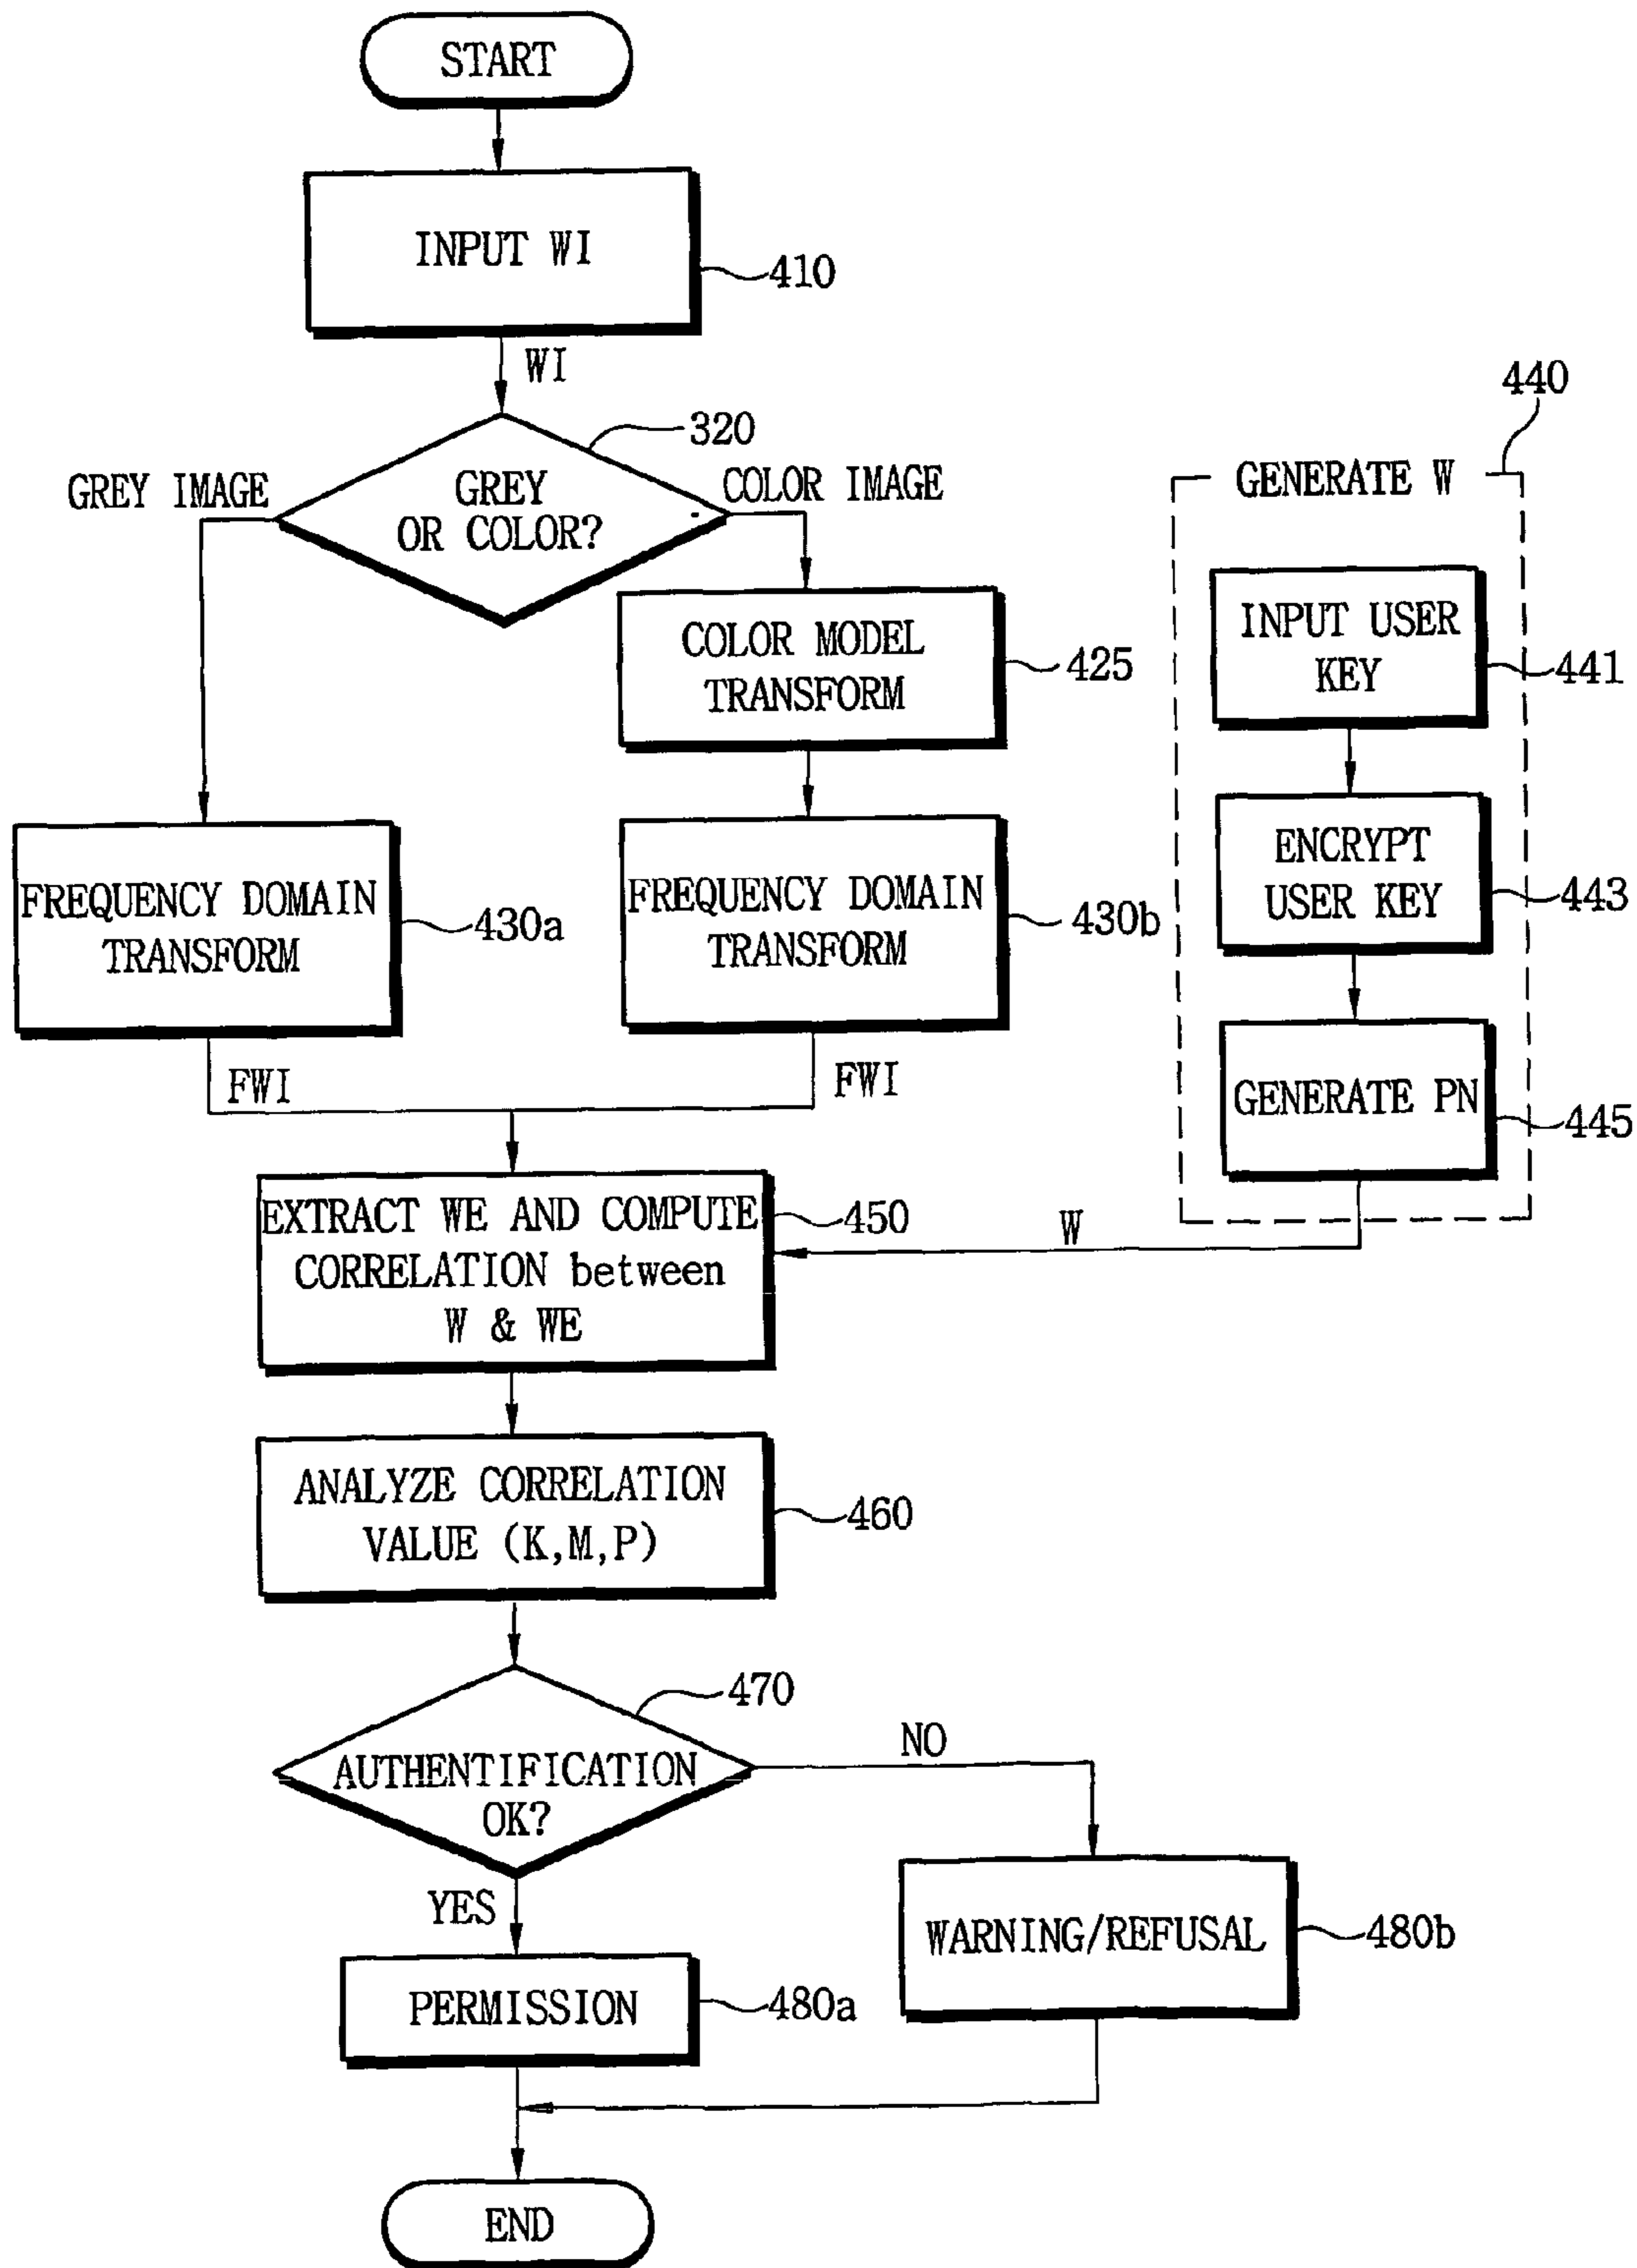 START
INPUT WI
410
WI
440
320
GREY IMAGE
GREY
OR COLOR?
COLOR IMAGE
GENERATE W
COLOR MODEL
TRANSFORM
425
INPUT USER
KEY
441
FREQUENCY DOMAIN
TRANSFORM
430a
FREQUENCY DOMAIN
TRANSFORM
430b
ENCRYPT
USER KEY
443
FWI
FWI
GENERATE PN
445
EXTRACT WE AND COMPUTE
CORRELATION between
W & WE
450
W
ANALYZE CORRELATION
VALUE (K,M,P)
460
470
AUTHENTIFICATION
OK?
NO
YES
WARNING/REFUSAL
480b
PERMISSION
480a
END